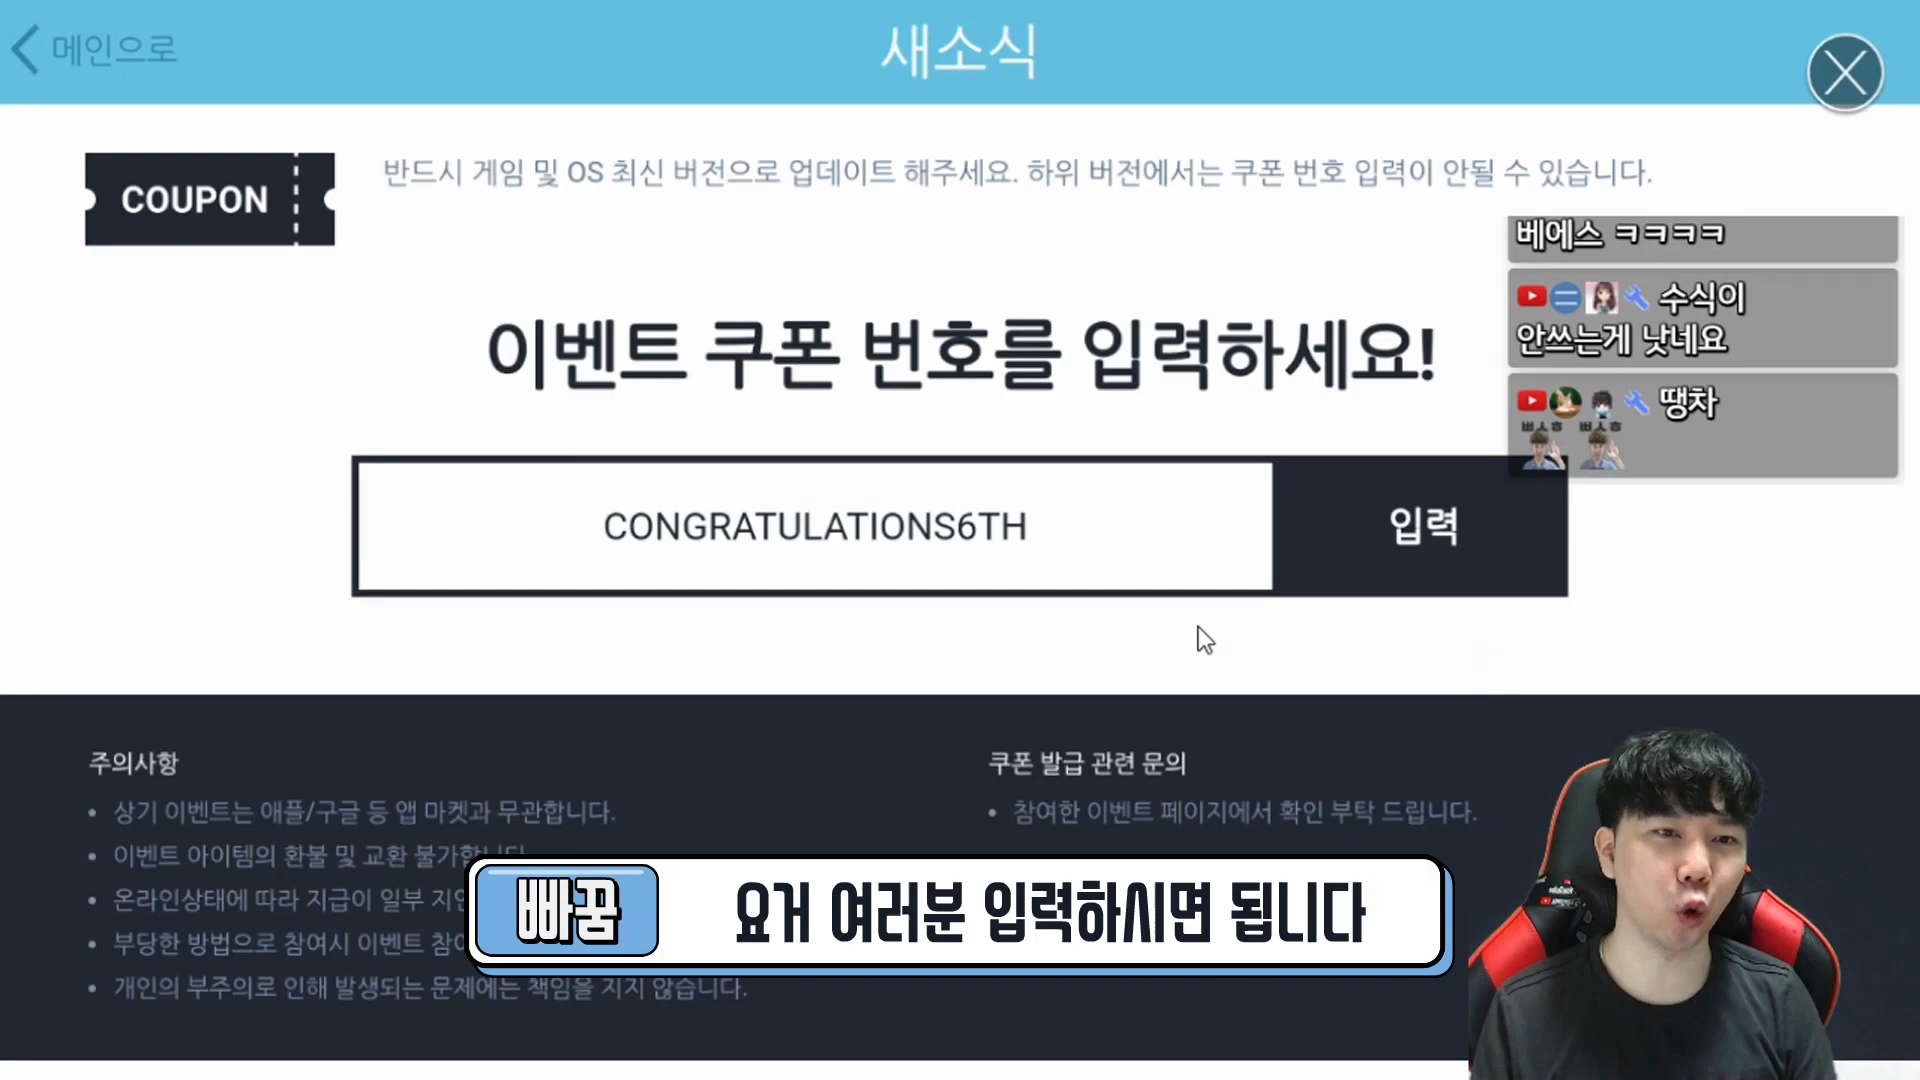 메인으로
새소식
COUPON
반드시 게임 및 OS 최신 버전으로 업데이트 해주세요. 하위 버전에서는 쿠폰 번호 입력이 안될 수 있습니다.
베에스 ㅋㅋㅋㅋ
수식이
안쓰는게 낫네요
땡차
이벤트 쿠폰 번호를 입력하세요!
CONGRATULATIONS6TH
입력
주의사항
상기 이벤트는 애플/구글 등 앱 마켓과 무관합니다.
이벤트 아이템의 환불 및 교환 불가합니다
온라인상태에 따라 지급이 일부
부당한 방법으로 참여시 이벤트
개인의 부주의로 인해 발생되는 문제에는 책임을 지지 않습니다.
쿠폰 발급 관련 문의
참여한 이벤트 페이지에서 확인 부탁 드립니다.
빠꿈
요거 여러분 입력하시면 됩니다